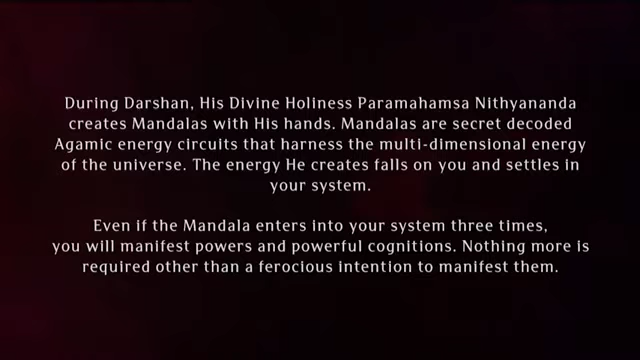 During Darshan, His Divine Holiness Paramahamsa Nithyananda
creates Mandalas with His hands. Mandalas are secret decoded
Agamic energy circuits that harness the multi-dimensional energy
of the universe. The energy He creates falls on you and settles in
your system.
Even if the Mandala enters into your system three times,
you will manifest powers and powerful cognitions. Nothing more is
required other than a ferocious intention to manifest them.